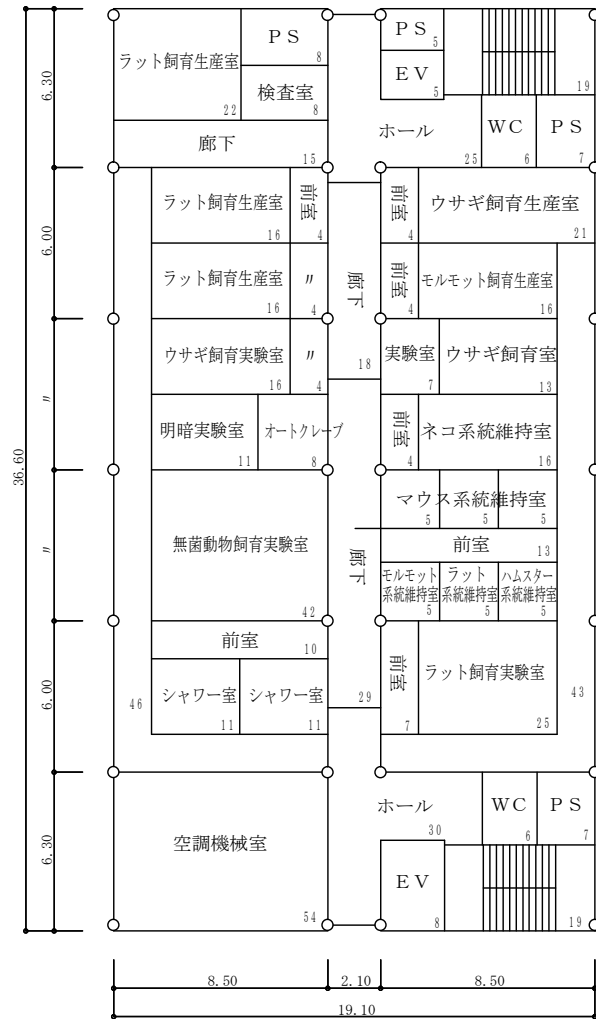 ラット飼育生産室
22
PS
8
検査室
8
廊下
15
PS
5
EV
5
19
ホール
25
WC
6
PS
7
ラット飼育生産室
16
前室
4
廊下
18
前室
4
ウサギ飼育生産室
21
ラット飼育生産室
16
〃
4
前室
4
モルモット飼育生産室
16
ウサギ飼育実験室
16
〃
4
実験室
7
ウサギ飼育室
13
明暗実験室
11
オートクレーブ
8
前室
4
ネコ系統維持室
16
無菌動物飼育実験室
42
廊下
29
マウス系統維持室
5
5
5
前室
13
モルモット
系統維持室
5
ラット
系統維持室
5
ハムスター
系統維持室
5
前室
10
46
シャワー室
11
シャワー室
11
前室
7
ラット飼育実験室
25
43
空調機械室
54
ホール
30
WC
6
PS
7
EV
8
19
6.30
6.00
〃
〃
6.00
6.30
36.60
8.50
2.10
8.50
19.10